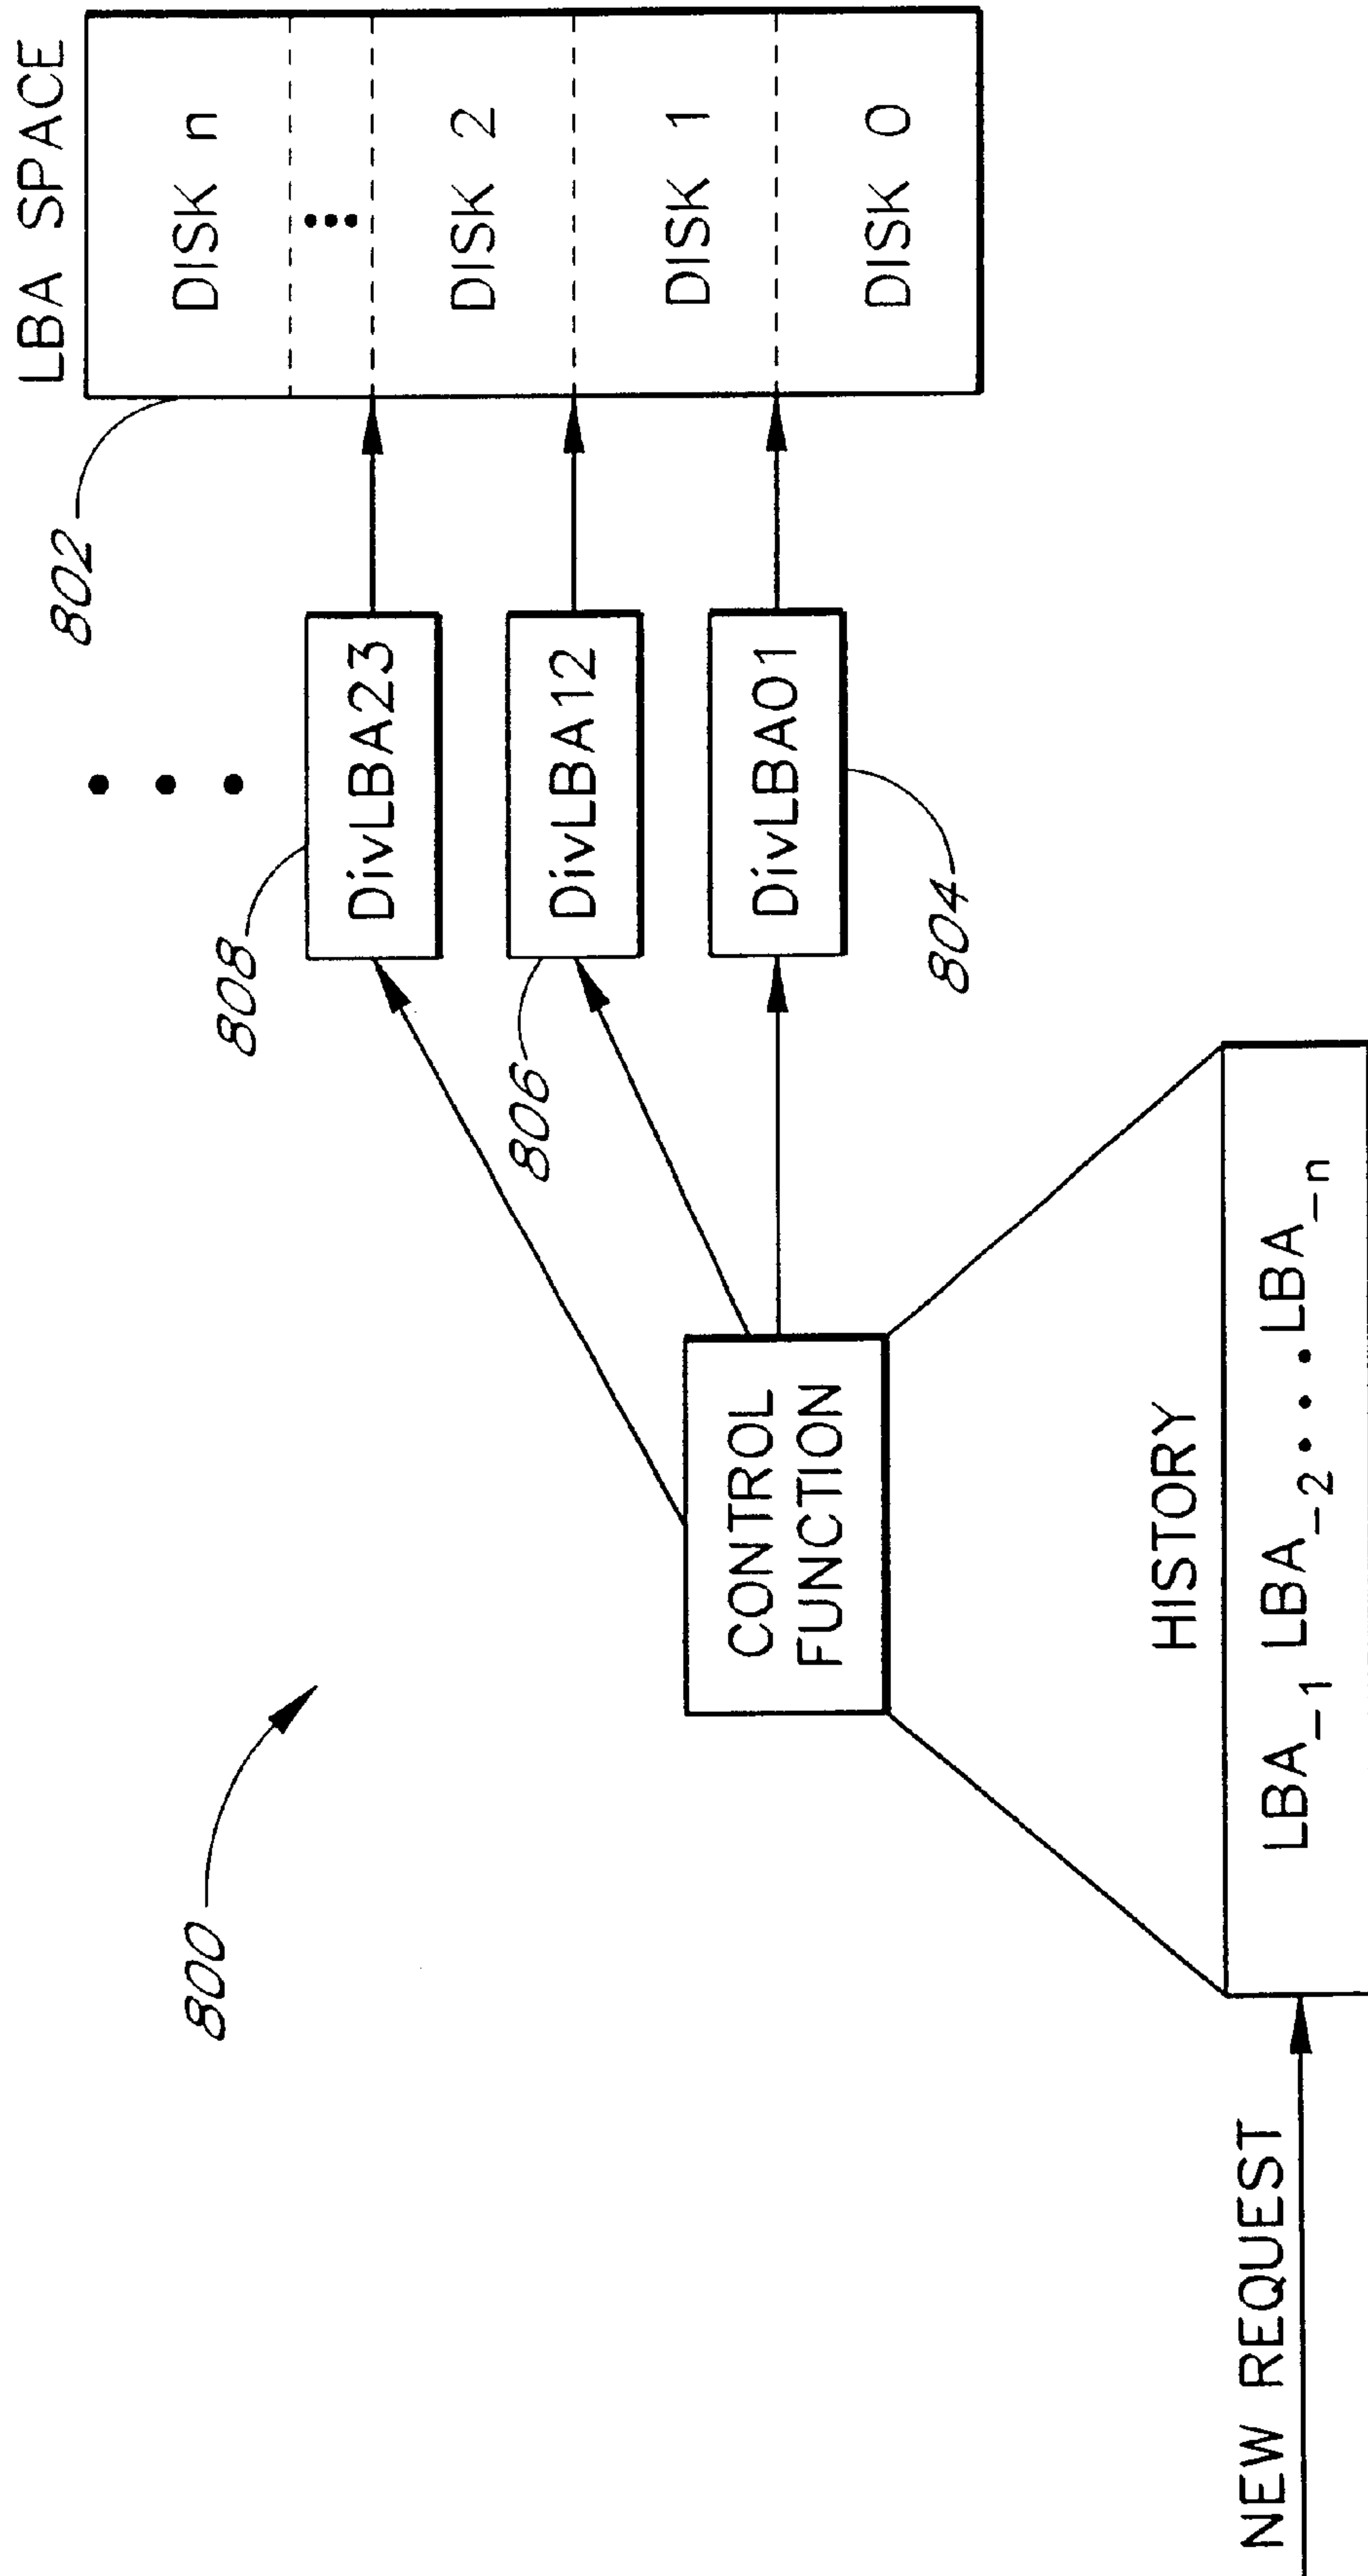 LBA SPACE
802
DISK n
DISK 2
DISK 1
DISK 0
808
DivLBA23
806
DivLBA12
DivLBA01
804
800
CONTROL
FUNCTION
HISTORY
NEW REQUEST
LBA_-1 LBA_-2 ••• LBA_-n